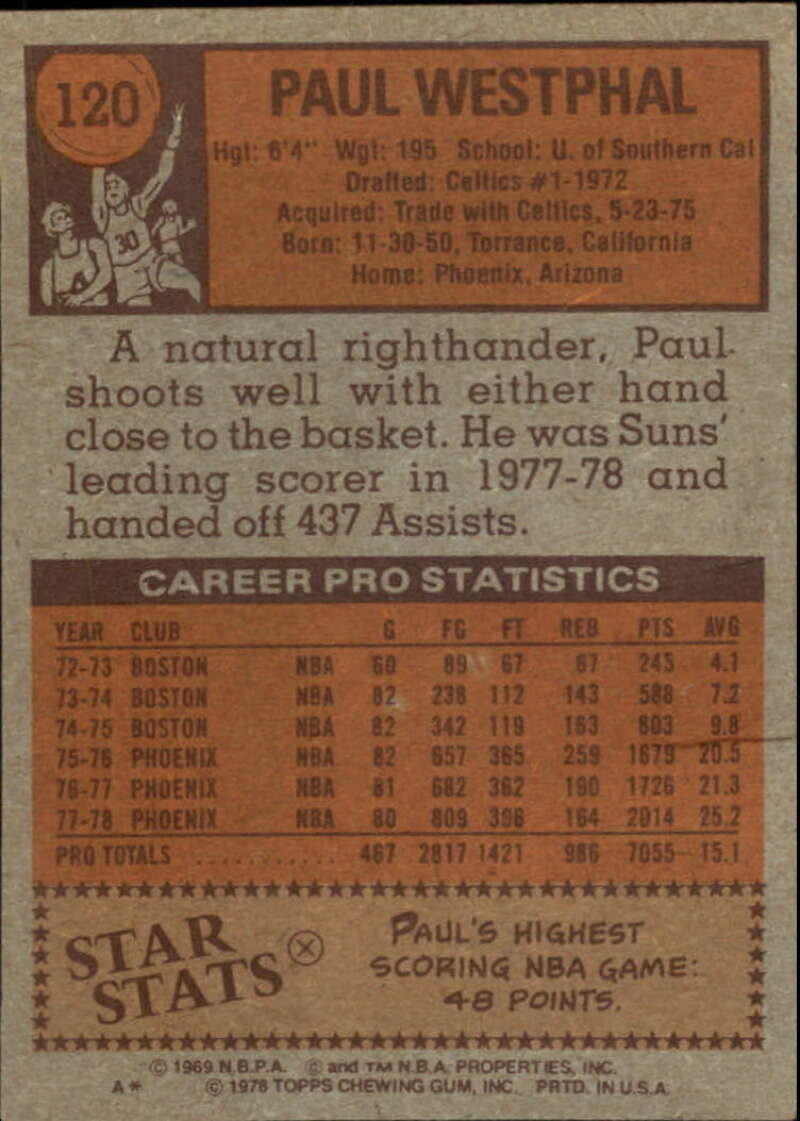 120
PAUL WESTPHAL
Hgt: 6'4" Wgt: 195 School: U. of Southern Cal
Drafted: Celtics #1-1972
Acquired: Trade with Celtics, 5-23-75
Born: 11-30-50, Torrance, California
Home: Phoenix, Arizona
30
A natural righthander, Paul
shoots well with either hand
close to the basket. He was Suns'
leading scorer in 1977-78 and
handed off 437 Assists.
CAREER PRO STATISTICS
YEAR CLUB G FG FT REB PTS AVG
72-73 BOSTON NBA 60 89 67 67 245 4.1
73-74 BOSTON NBA 82 238 112 143 588 7.2
74-75 BOSTON NBA 82 342 119 163 803 9.8
75-76 PHOENIX NBA 82 657 365 259 1679 20.5
76-77 PHOENIX NBA 81 682 362 190 1726 21.3
77-78 PHOENIX NBA 80 809 396 164 2014 25.2
PRO TOTALS ............ 467 2817 1421 986 7055 15.1
STAR
STATS
PAUL'S HIGHEST
SCORING NBA GAME:
48 POINTS.
© 1969 N.B.P.A. © and TM N.B.A. PROPERTIES, INC.
A* © 1978 TOPPS CHEWING GUM, INC. PRTD. IN U.S.A.